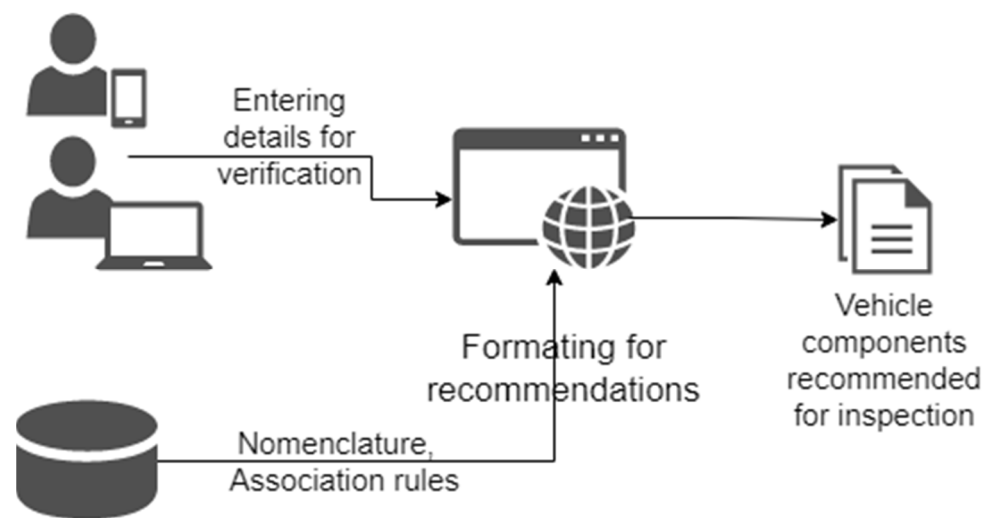 Entering
details for
verification
Formating for
recommendations
Vehicle
components
recommended
for inspection
Nomenclature,
Association rules